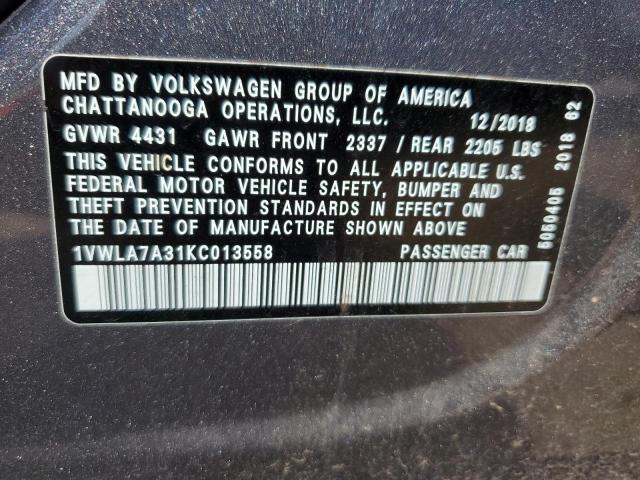 MFD BY VOLKSWAGEN GROUP OF AMERICA
CHATTANOOGA OPERATIONS, LLC. 12/2018
GVWR 4431 GAWR FRONT 2337 / REAR 2205 LBS
THIS VEHICLE CONFORMS TO ALL APPLICABLE U.S.
FEDERAL MOTOR VEHICLE SAFETY, BUMPER AND
THEFT PREVENTION STANDARDS IN EFFECT ON
THE DATE OF MANUFACTURE SHOWN ABOVE
1VWLA7A31KC013558 PASSENGER CAR
5050405 2018 62